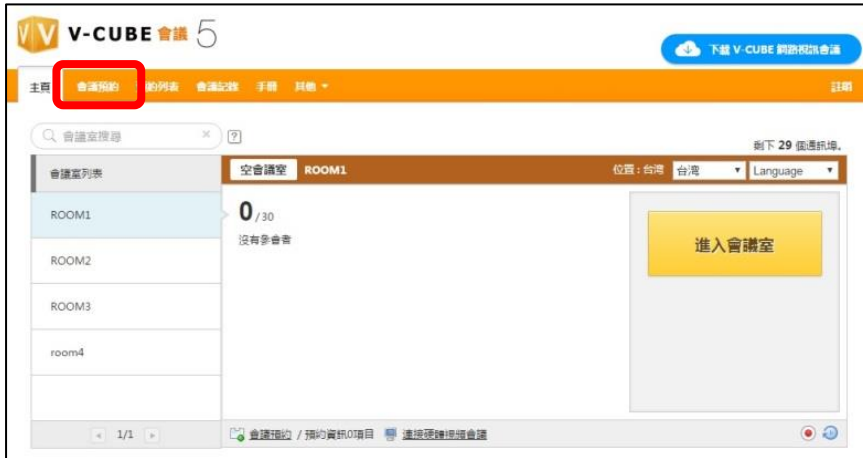 V-CUBE 會議 5
下載 V-CUBE 網路視訊會議
主頁 會議預約 預約列表 會議記錄 手冊 其他
註銷
會議室搜尋 × ?
剩下 29 個通訊埠。
會議室列表
空會議室 ROOM1 位置:台灣 台湾 Language
ROOM1
0/30
沒有參會者
進入會議室
ROOM2
ROOM3
room4
1/1
會議預約 / 預約資訊0項目 連接硬體視頻會議